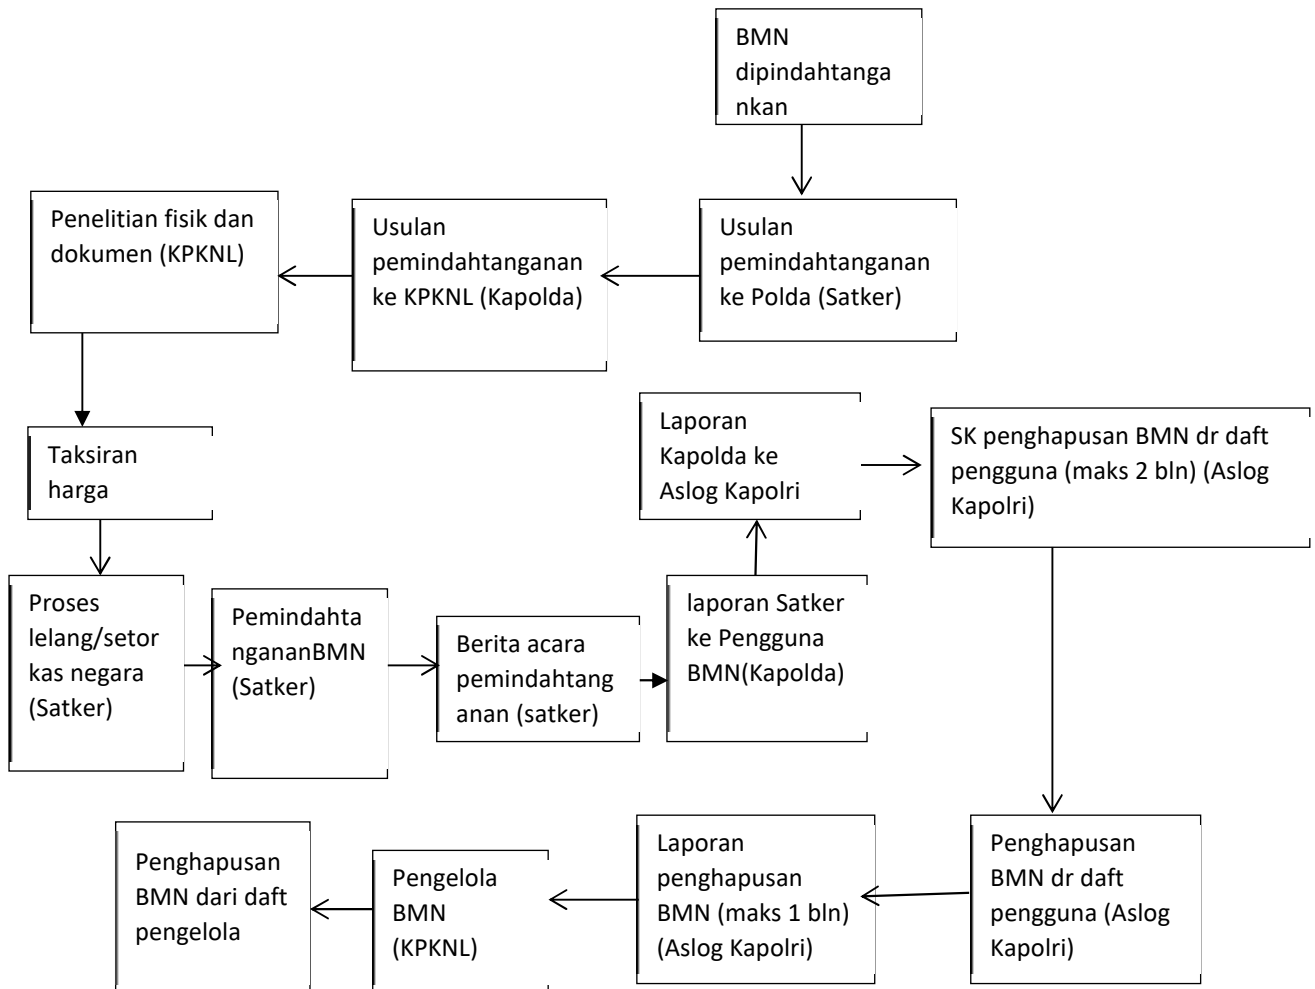 BMN
dipindahtanga
nkan
Usulan
pemindahtanganan
ke Polda (Satker)
Usulan
pemindahtanganan
ke KPKNL (Kapolda)
Penelitian fisik dan
dokumen (KPKNL)
Taksiran
harga
Proses
lelang/setor
kas negara
(Satker)
Pemindahta
ngananBMN
(Satker)
Berita acara
pemindahtang
anan (satker)
laporan Satker
ke Pengguna
BMN(Kapolda)
Laporan
Kapolda ke
Aslog Kapolri
SK penghapusan BMN dr daft
pengguna (maks 2 bln) (Aslog
Kapolri)
Penghapusan
BMN dr daft
pengguna (Aslog
Kapolri)
Laporan
penghapusan
BMN (maks 1 bln)
(Aslog Kapolri)
Pengelola
BMN
(KPKNL)
Penghapusan
BMN dari daft
pengelola